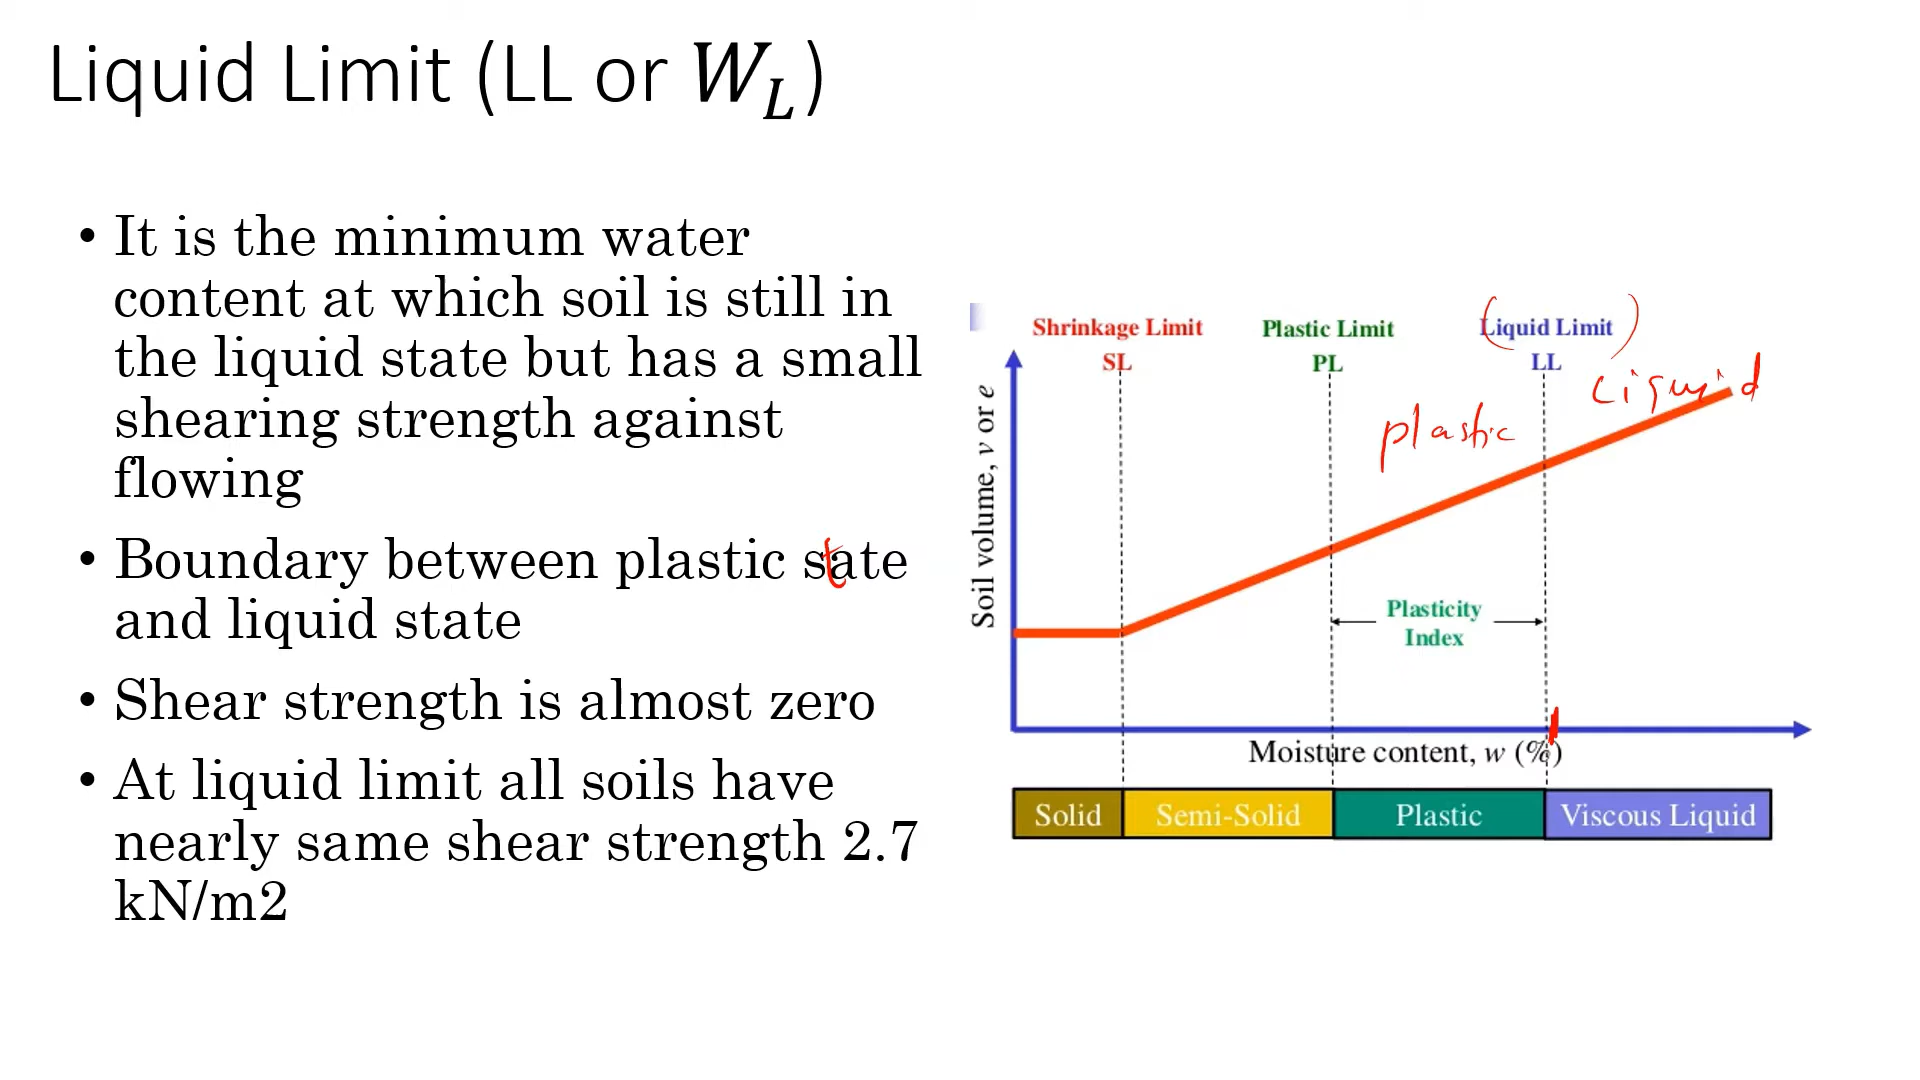 Liquid Limit (LL or W_L)
• It is the minimum water
content at which soil is still in
the liquid state but has a small
shearing strength against
flowing
• Boundary between plastic state
and liquid state
• Shear strength is almost zero
• At liquid limit all soils have
nearly same shear strength 2.7
kN/m2
Shrinkage Limit
SL
Plastic Limit
PL
(Liquid Limit)
LL
Liquid
plastic
Soil volume, v or e
Plasticity
Index
Moisture content, w (%)
Solid
Semi-Solid
Plastic
Viscous Liquid